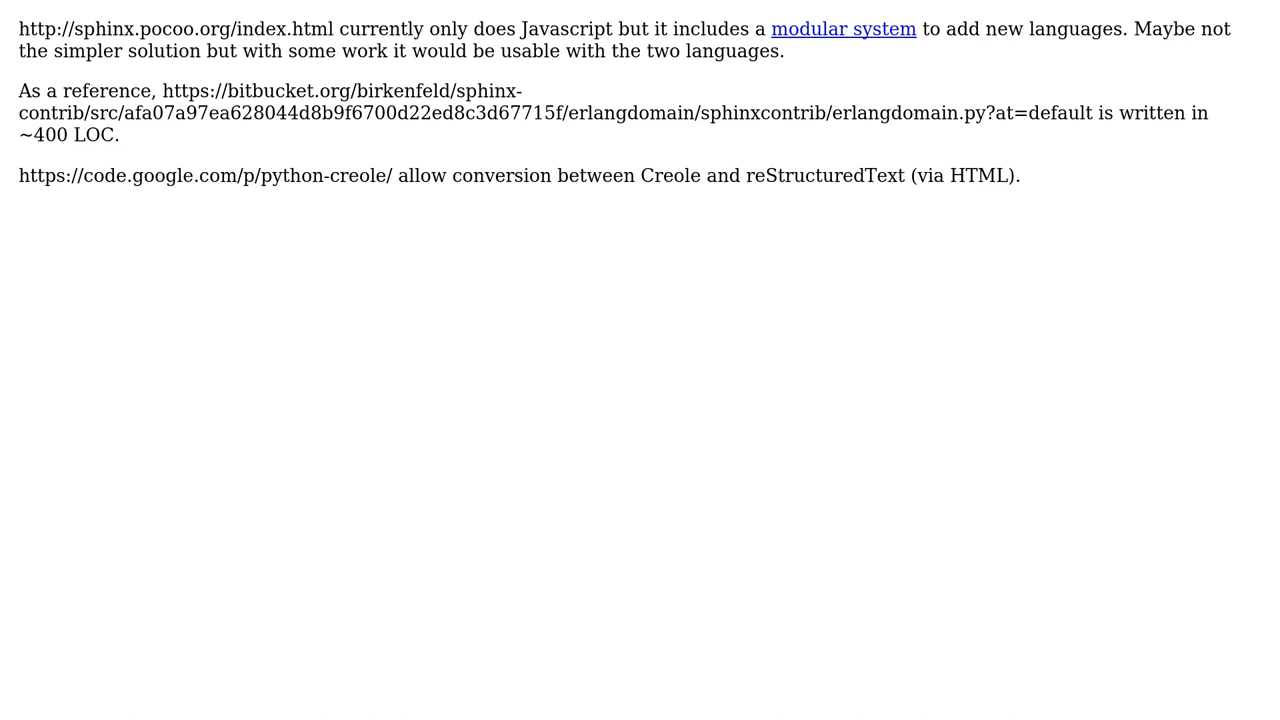 http://sphinx.pocoo.org/index.html currently only does Javascript but it includes a modular system to add new languages. Maybe not
the simpler solution but with some work it would be usable with the two languages.
As a reference, https://bitbucket.org/birkenfeld/sphinx-
contrib/src/afa07a97ea628044d8b9f6700d22ed8c3d67715f/erlangdomain/sphinxcontrib/erlangdomain.py?at=default is written in
~400 LOC.
https://code.google.com/p/python-creole/ allow conversion between Creole and reStructuredText (via HTML).